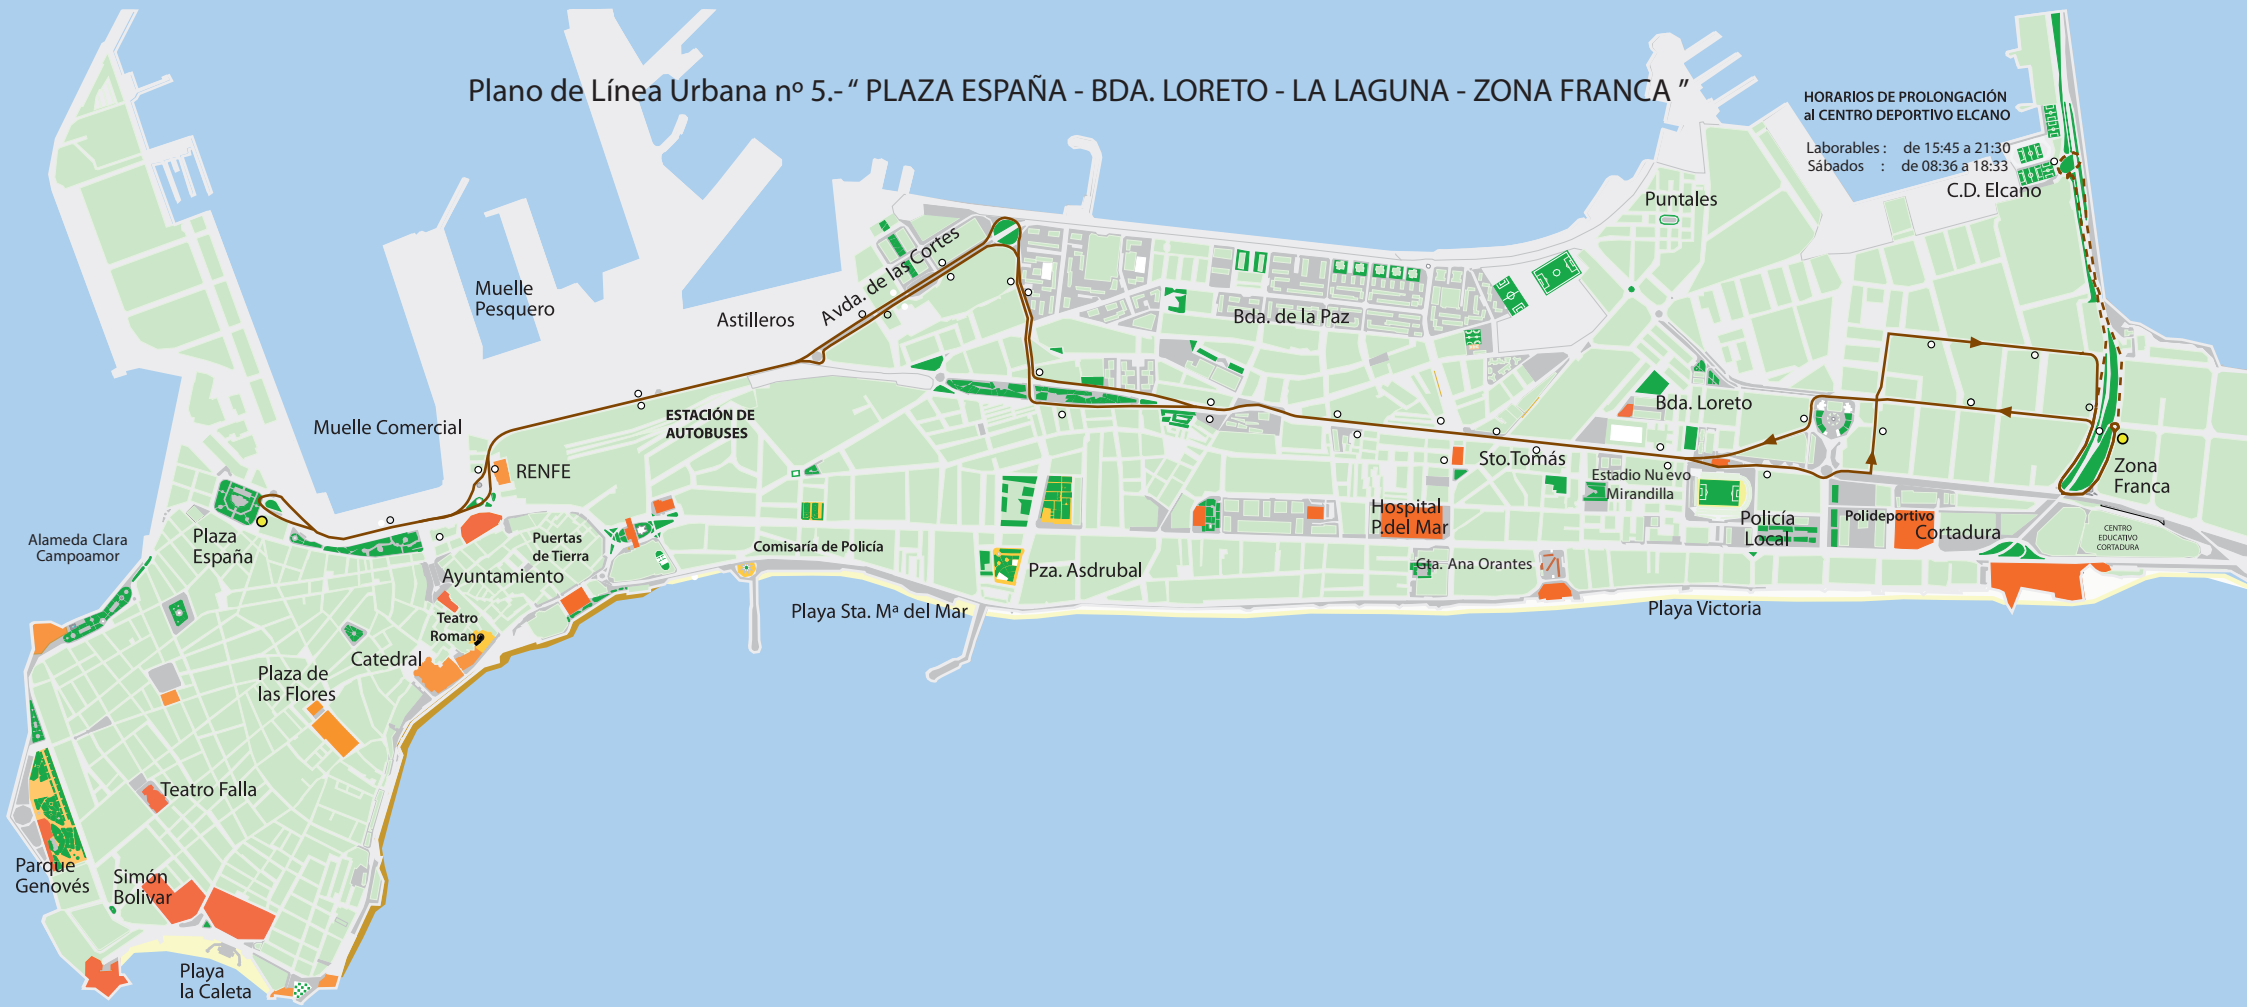 Plano de Línea Urbana nº 5.- “ PLAZA ESPAÑA - BDA. LORETO - LA LAGUNA - ZONA FRANCA ”
HORARIOS DE PROLONGACIÓN
al CENTRO DEPORTIVO ELCANO
Laborables : de 15:45 a 21:30
Sábados : de 08:36 a 18:33
C.D. Elcano
Puntales
Avda. de las Cortes
Muelle
Pesquero
Astilleros
Bda. de la Paz
Bda. Loreto
ESTACIÓN DE
AUTOBUSES
Muelle Comercial
RENFE
Sto.Tomás
Estadio Nuevo
Mirandilla
Zona
Franca
Hospital
P.del Mar
Policía
Local
Polideportivo
Cortadura
CENTRO
EDUCATIVO
CORTADURA
Plaza
España
Alameda Clara
Campoamor
Puertas
de Tierra
Comisaría de Policía
Ayuntamiento
Pza. Asdrubal
Gta. Ana Orantes
Playa Sta. Mª del Mar
Playa Victoria
Teatro
Romano
Catedral
Plaza de
las Flores
Teatro Falla
Parque
Genovés
Simón
Bolivar
Playa
la Caleta